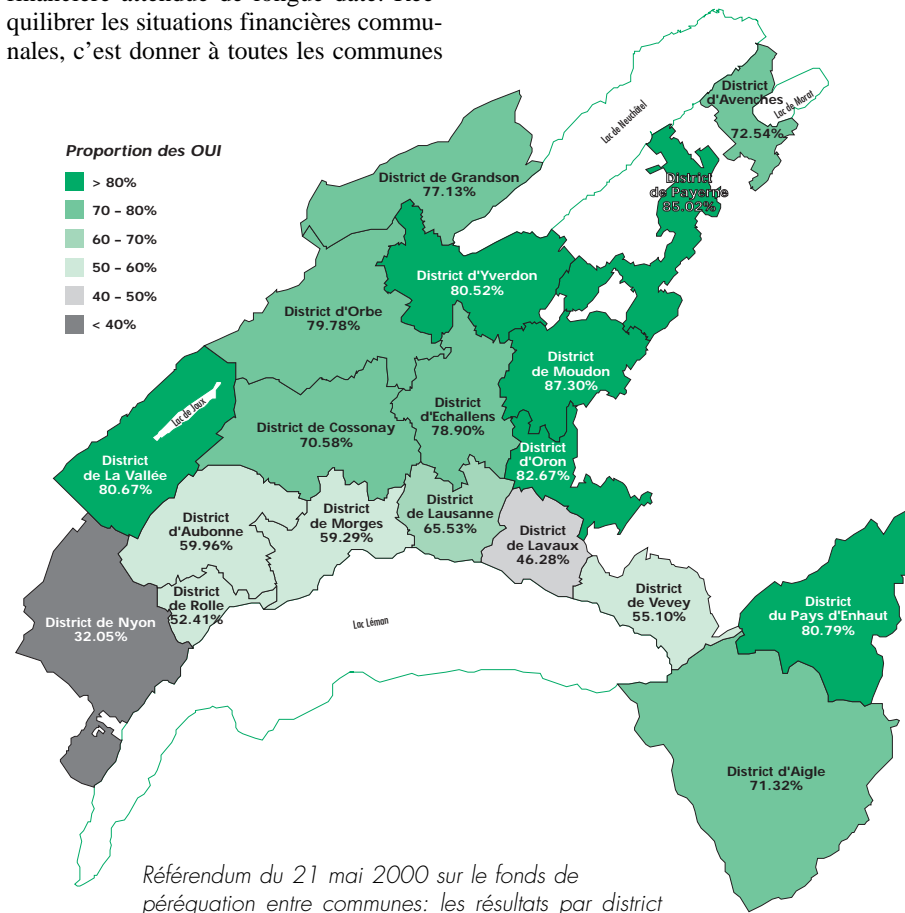 quilibrer les situations financières commu-
nales, c'est donner à toutes les communes
Proportion des OUI
> 80%
70 – 80%
60 – 70%
50 – 60%
40 – 50%
< 40%
Lac de Neuchâtel
Lac de Morat
District
d'Avenches
72.54%
District de Grandson
77.13%
District
de Payerne
85.02%
District d'Yverdon
80.52%
District d'Orbe
79.78%
District
de Moudon
87.30%
Lac de Joux
District
d'Echallens
78.90%
District de Cossonay
70.58%
District
d'Oron
82.67%
District
de La Vallée
80.67%
District
d'Aubonne
59.96%
District
de Morges
59.29%
District
de Lausanne
65.53%
District
de Lavaux
46.28%
District
de Rolle
52.41%
District de Nyon
32.05%
Lac Léman
District
de Vevey
55.10%
District
du Pays d'Enhaut
80.79%
District d'Aigle
71.32%
Référendum du 21 mai 2000 sur le fonds de
péréquation entre communes: les résultats par district